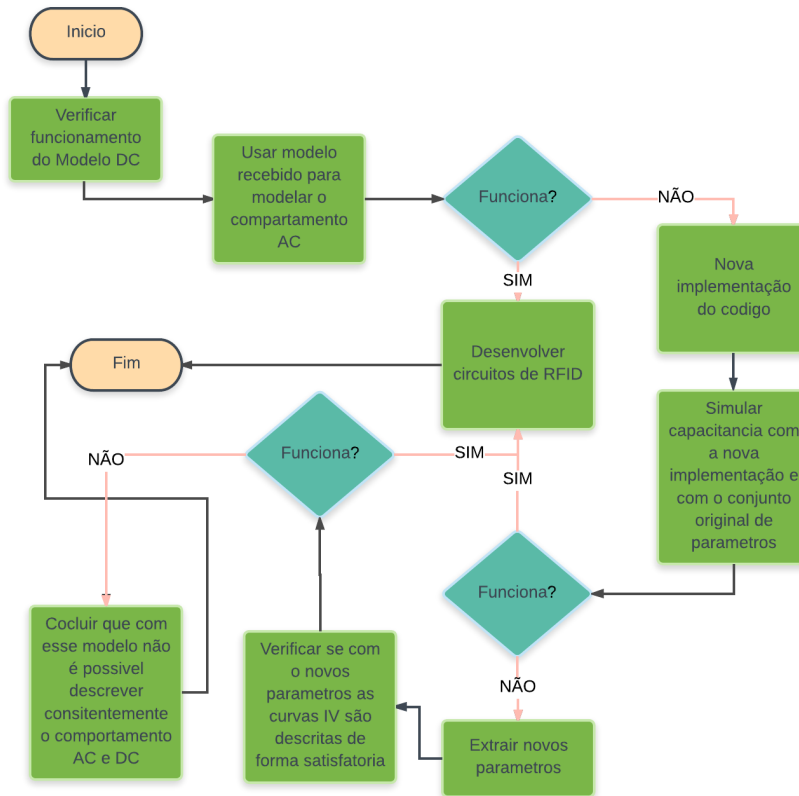 Inicio
Verificar
funcionamento
do Modelo DC
Usar modelo
recebido para
modelar o
compartamento
AC
Funciona?
NÃO
SIM
Nova
implementação
do codigo
Desenvolver
circuitos de RFID
Fim
Simular
capacitancia com
a nova
implementação e
com o conjunto
original de
parametros
Funciona?
NÃO
SIM
SIM
Funciona?
NÃO
Extrair novos
parametros
Verificar se com
o novos
parametros as
curvas IV são
descritas de
forma satisfatoria
Cocluir que com
esse modelo não
é possivel
descrever
consitentemente
o comportamento
AC e DC